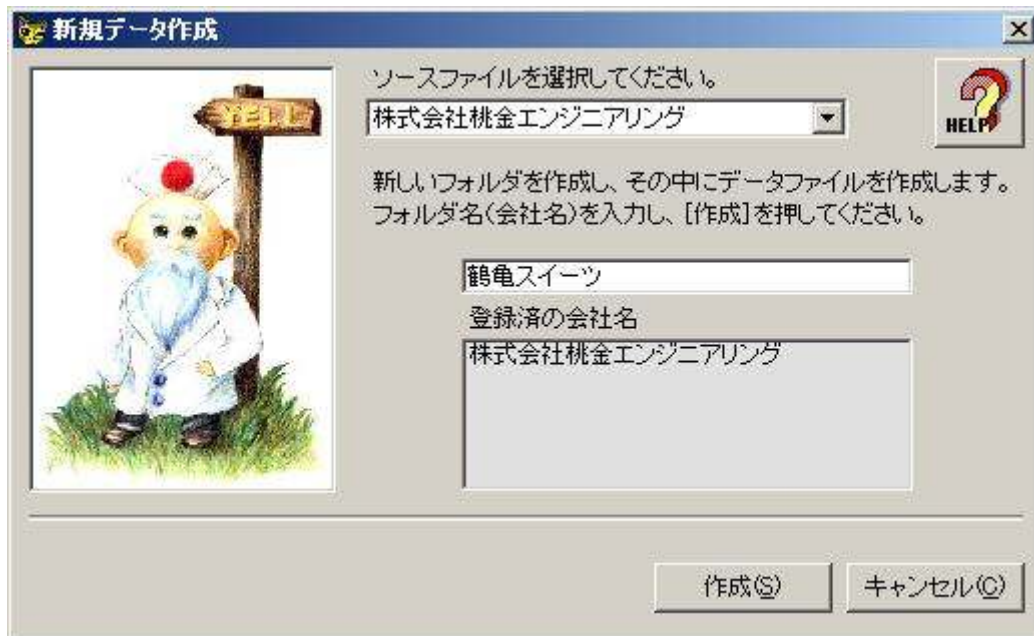 新規データ作成
YELL
ソースファイルを選択してください。
株式会社桃金エンジニアリング
HELP
新しいフォルダを作成し、その中にデータファイルを作成します。
フォルダ名(会社名)を入力し、[作成]を押してください。
鶴亀スイーツ
登録済の会社名
株式会社桃金エンジニアリング
作成(S)
キャンセル(C)